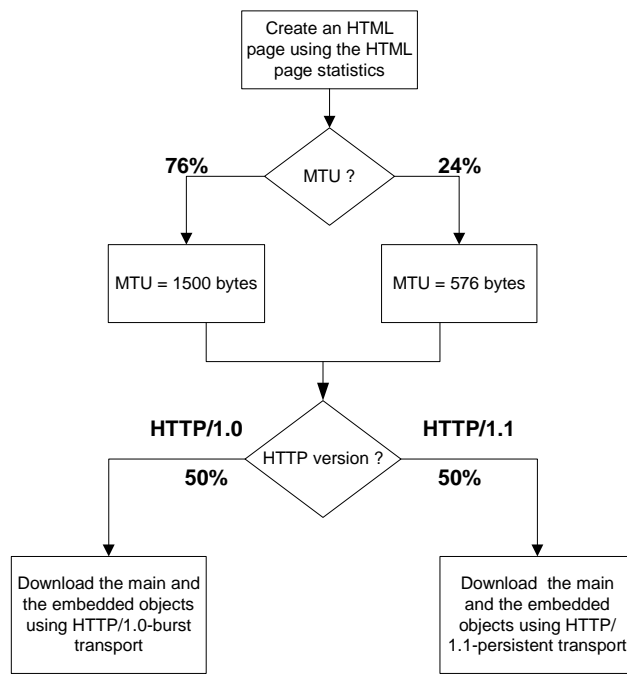 Create an HTML
page using the HTML
page statistics
76%
24%
MTU ?
MTU = 1500 bytes
MTU = 576 bytes
HTTP/1.0
HTTP/1.1
HTTP version ?
50%
50%
Download the main and
the embedded objects
using HTTP/1.0-burst
transport
Download the main
and the embedded
objects using HTTP/
1.1-persistent transport